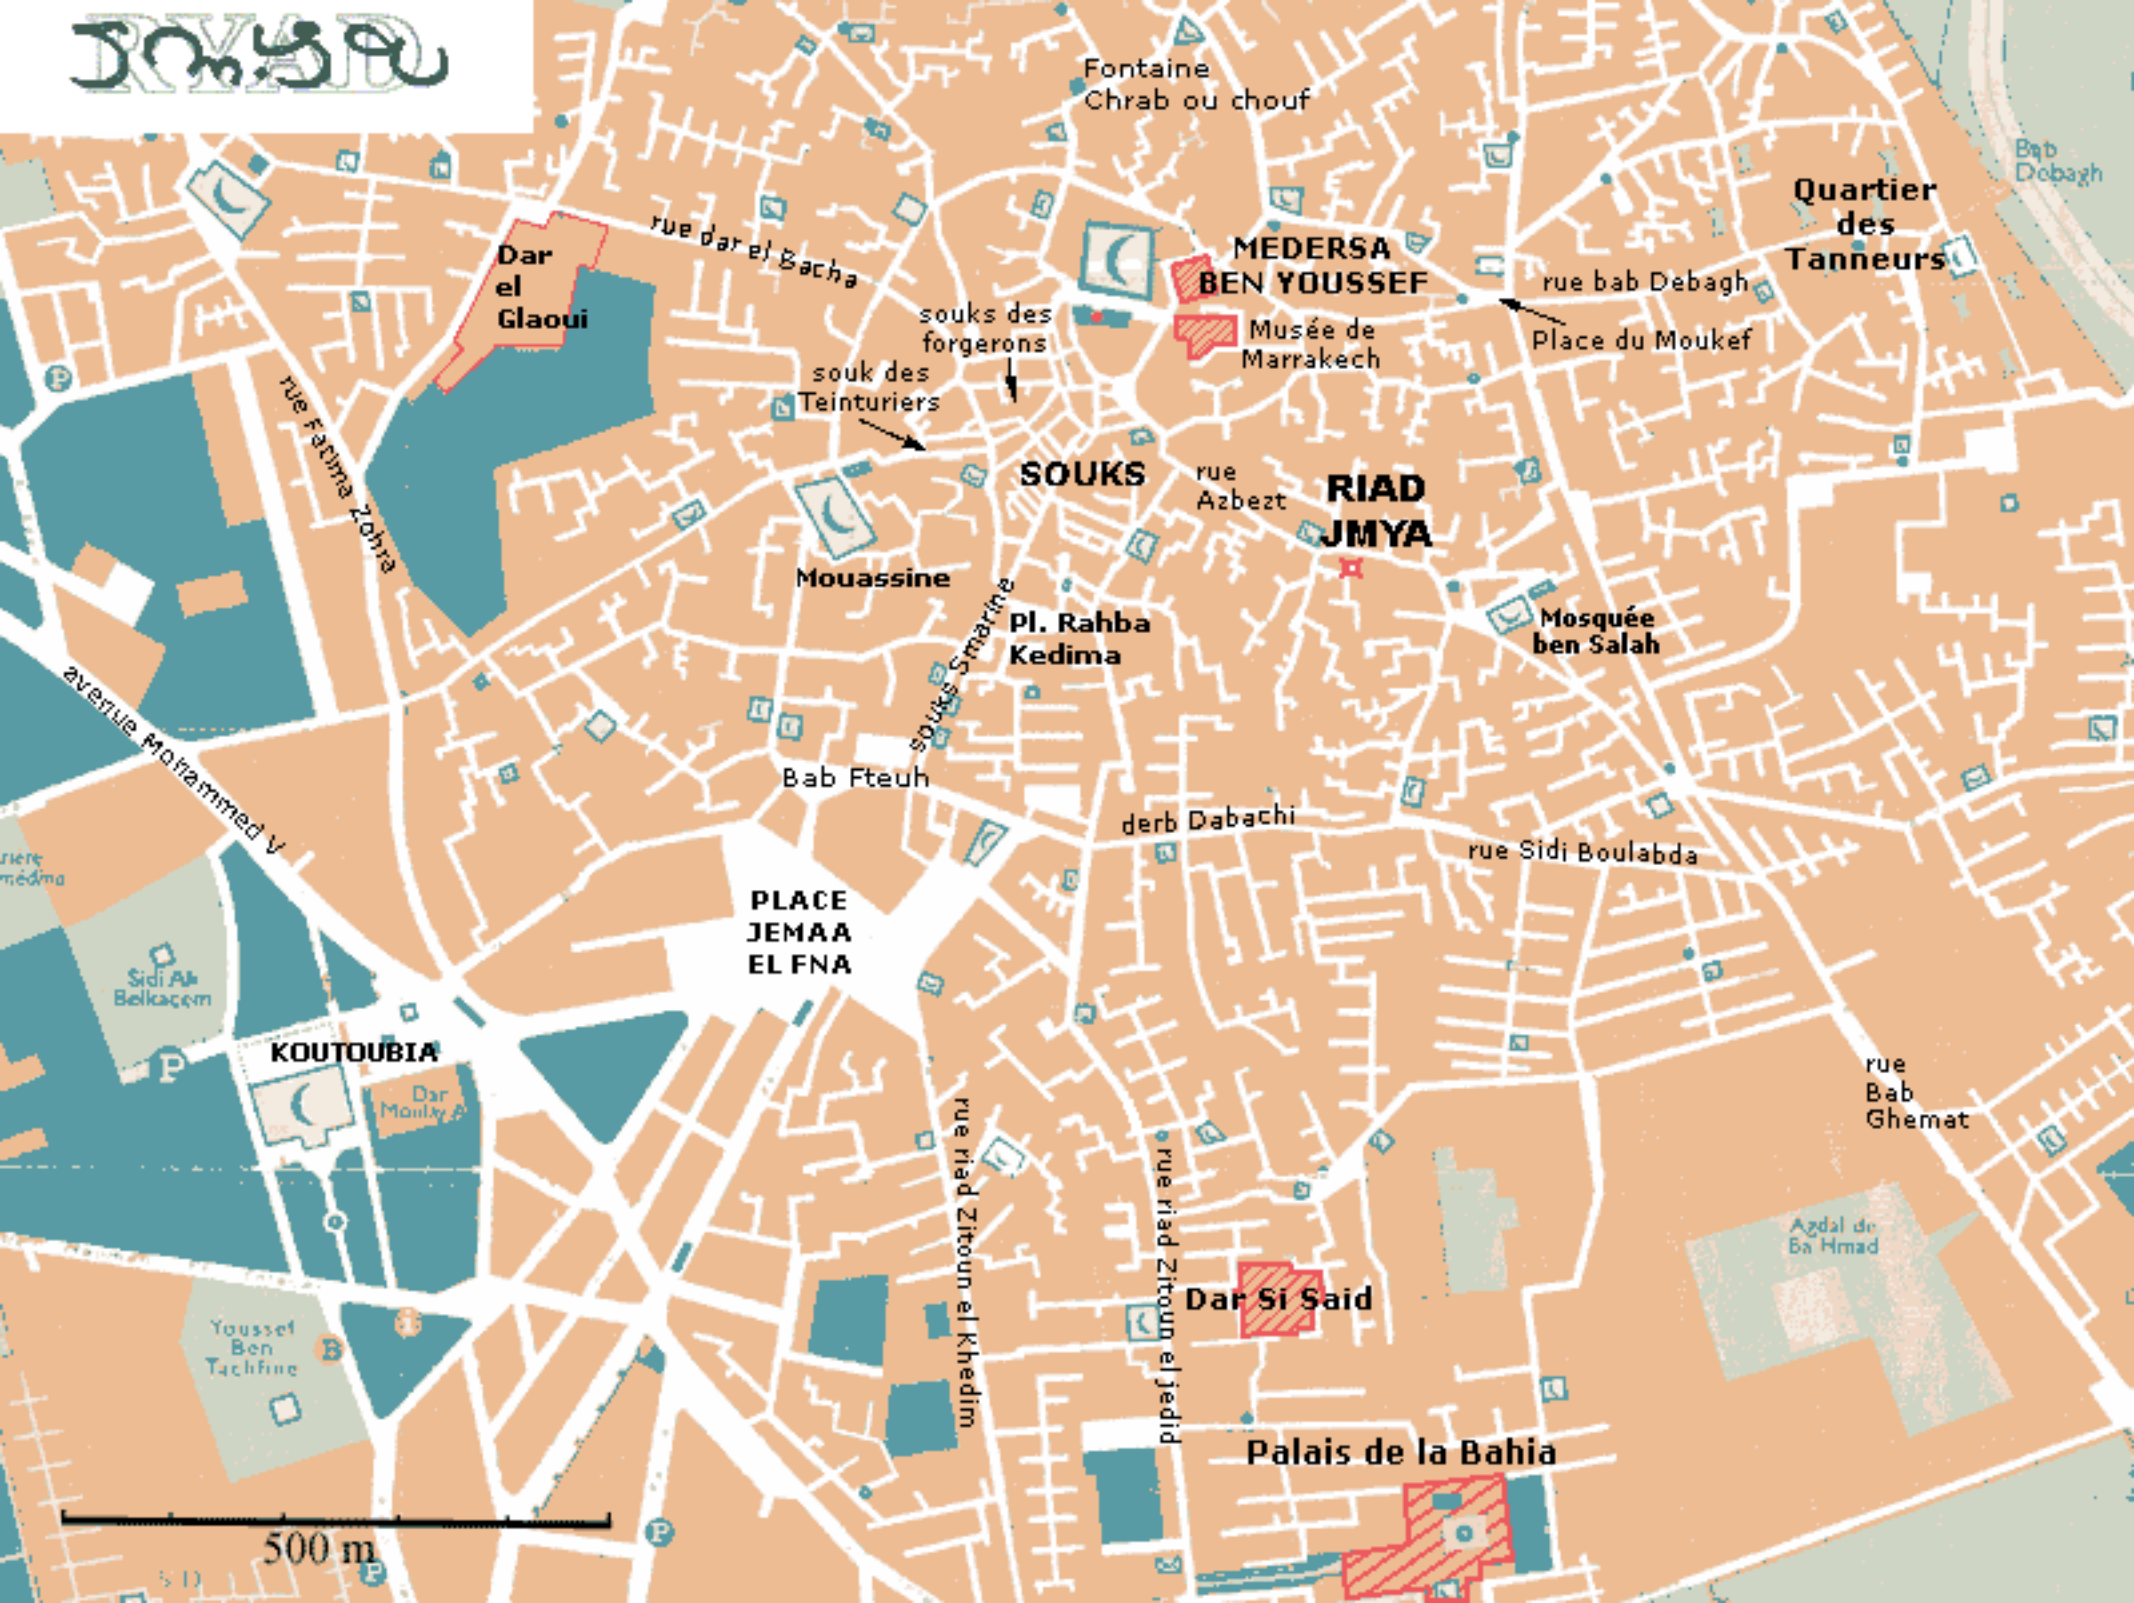 RYAD
Fontaine
Chrab ou chouf
Bab
Debagh
Quartier
des
Tanneurs
Dar
el
Glaoui
rue dar el Bacha
MEDERSA
BEN YOUSSEF
rue bab Debagh
souks des
forgerons
Musée de
Marrakech
Place du Moukef
souk des
Teinturiers
P
rue Fatima Zohra
SOUKS
rue
Azbezt
RIAD
JMYA
Mouassine
souks Smarine
Pl. Rahba
Kedima
Mosquée
ben Salah
avenue Mohammed V
Bab Fteuh
derb Dabachi
rue Sidi Boulabda
PLACE
JEMAA
EL FNA
Sidi Ali
Belkacem
KOUTOUBIA
P
Dar
Moulay A
rue
Bab
Ghemat
rue riad Zitoun el Khedim
rue riad Zitoun el jedid
Agdal de
Ba Hmad
Dar Si Said
Youssef
Ben
Tachfine
B
i
Palais de la Bahia
500 m
P
P